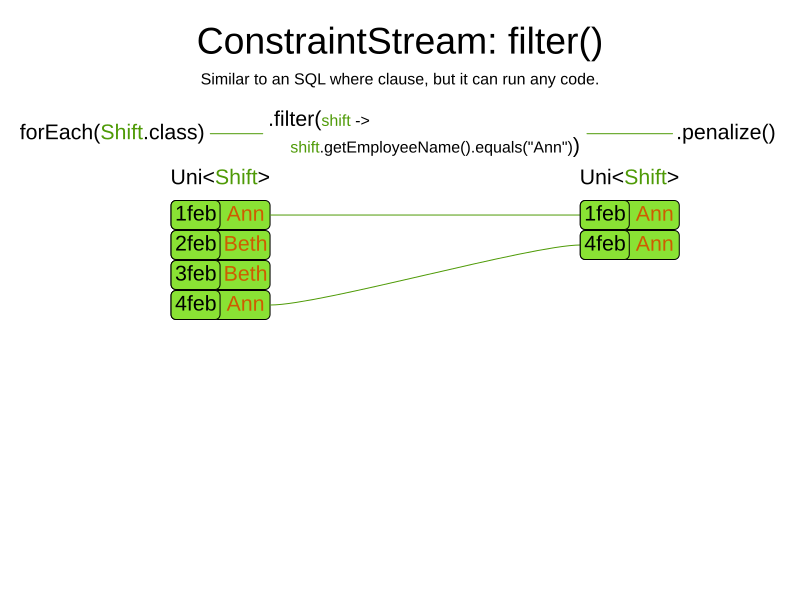 ConstraintStream: filter()
Similar to an SQL where clause, but it can run any code.
forEach(Shift.class)
.filter(shift ->
shift.getEmployeeName().equals("Ann"))
.penalize()
Uni<Shift>
Uni<Shift>
1feb Ann
2feb Beth
3feb Beth
4feb Ann
1feb Ann
4feb Ann